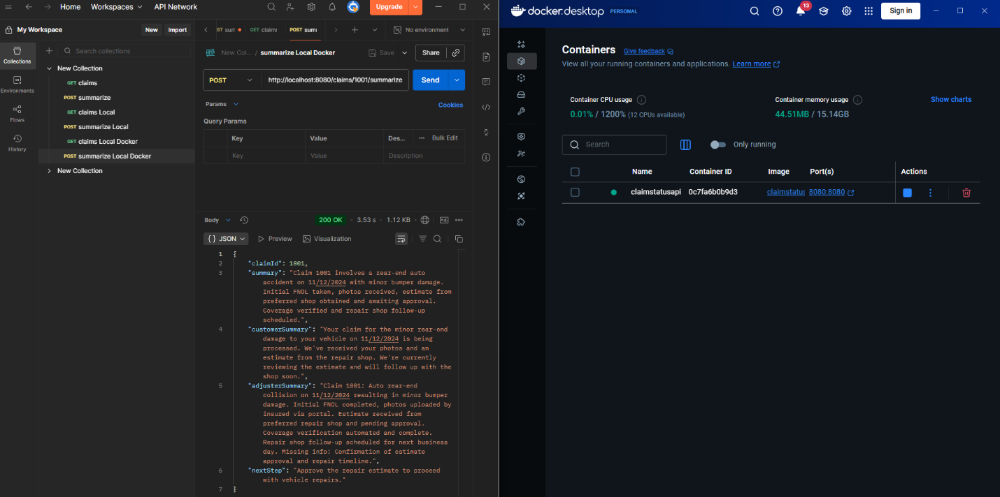 Home
Workspaces
API Network
Upgrade
My Workspace
New
Import
ST sum
GET claims
POST sum
No environment
Collections
Environments
Flows
History
Search collections
New Collection
GET claims
POST summarize
GET claims Local
POST summarize Local
GET claims Local Docker
POST summarize Local Docker
New Collection
HTTP New Col... / summarize Local Docker
Save
Share
POST
http://localhost:8080/claims/1001/summarize
Send
Params
Cookies
Query Params
Key Value Des... Bulk Edit
Key Value Description
Body
200 OK • 3.53 s • 1.12 KB
{ } JSON
Preview
Visualization
1 {
2 "claimId": 1001,
3 "summary": "Claim 1001 involves a rear-end auto
accident on 11/12/2024 with minor bumper damage.
Initial FNOL taken, photos received, estimate from
preferred shop obtained and awaiting approval.
Coverage verified and repair shop follow-up
scheduled.",
4 "customerSummary": "Your claim for the minor rear-end
damage to your vehicle on 11/12/2024 is being
processed. We've received your photos and an
estimate from the repair shop. We're currently
reviewing the estimate and will follow up with the
shop soon.",
5 "adjusterSummary": "Claim 1001: Auto rear-end
collision on 11/12/2024 resulting in minor bumper
damage. Initial FNOL completed, photos uploaded by
insured via portal. Estimate received from
preferred repair shop and pending approval.
Coverage verification automated and complete.
Repair shop follow-up scheduled for next business
day. Missing info: Confirmation of estimate
approval and repair timeline.",
6 "nextStep": "Approve the repair estimate to proceed
with vehicle repairs."
7 }
docker.desktop PERSONAL
13
Sign in
Containers Give feedback
View all your running containers and applications. Learn more
Container CPU usage
0.01% / 1200% (12 CPUs available)
Container memory usage
44.51MB / 15.14GB
Show charts
Search
Only running
Name Container ID Image Port(s) Actions
claimstatusapi 0c7fa6b0b9d3 claimstatu 8080:8080